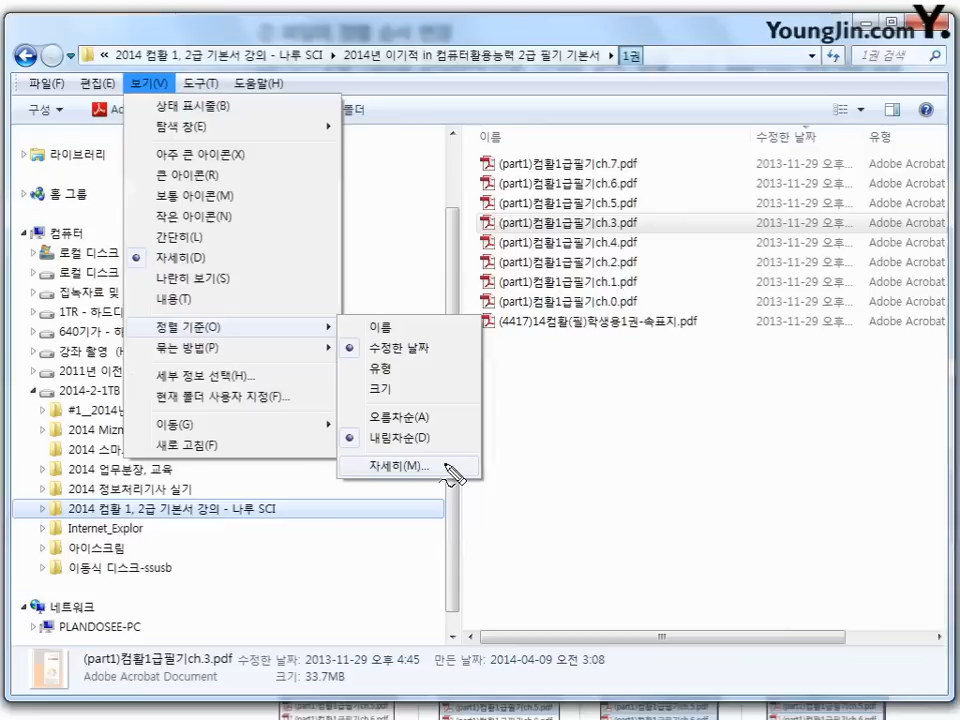 YoungJin.com Y.
« 2014 컴활 1, 2급 기본서 강의 - 나루 SCI ▸ 2014년 이기적 in 컴퓨터활용능력 2급 필기 기본서 ▸ 1권
1권 검색
파일(F) 편집(E) 보기(V) 도구(T) 도움말(H)
구성
폴더
상태 표시줄(B)
탐색 창(E)
아주 큰 아이콘(X)
큰 아이콘(R)
보통 아이콘(M)
작은 아이콘(N)
간단히(L)
자세히(D)
나란히 보기(S)
내용(T)
정렬 기준(O)
묶는 방법(P)
세부 정보 선택(H)...
현재 폴더 사용자 지정(F)...
이동(G)
새로 고침(F)
이름
수정한 날짜
유형
크기
오름차순(A)
내림차순(D)
자세히(M)...
라이브러리
홈 그룹
컴퓨터
로컬 디스크
로컬 디스크
집녹자료 및
1TR - 하드디
640기가 - 하
강좌 촬영 (H
2011년 이전
2014-2-1TB
#1__2014년
2014 Mizn
2014 스마
2014 업무분장, 교육
2014 정보처리기사 실기
2014 컴활 1, 2급 기본서 강의 - 나루 SCI
Internet_Explor
아이스크림
이동식 디스크-ssusb
네트워크
PLANDOSEE-PC
이름 수정한 날짜 유형
(part1)컴활1급필기ch.7.pdf 2013-11-29 오후... Adobe Acrobat
(part1)컴활1급필기ch.6.pdf 2013-11-29 오후... Adobe Acrobat
(part1)컴활1급필기ch.5.pdf 2013-11-29 오후... Adobe Acrobat
(part1)컴활1급필기ch.3.pdf 2013-11-29 오후... Adobe Acrobat
(part1)컴활1급필기ch.4.pdf 2013-11-29 오후... Adobe Acrobat
(part1)컴활1급필기ch.2.pdf 2013-11-29 오후... Adobe Acrobat
(part1)컴활1급필기ch.1.pdf 2013-11-29 오후... Adobe Acrobat
(part1)컴활1급필기ch.0.pdf 2013-11-29 오후... Adobe Acrobat
(4417)14컴활(필)학생용1권-속표지.pdf 2013-11-29 오후... Adobe Acrobat
(part1)컴활1급필기ch.3.pdf 수정한 날짜: 2013-11-29 오후 4:45 만든 날짜: 2014-04-09 오전 3:08
Adobe Acrobat Document 크기: 33.7MB